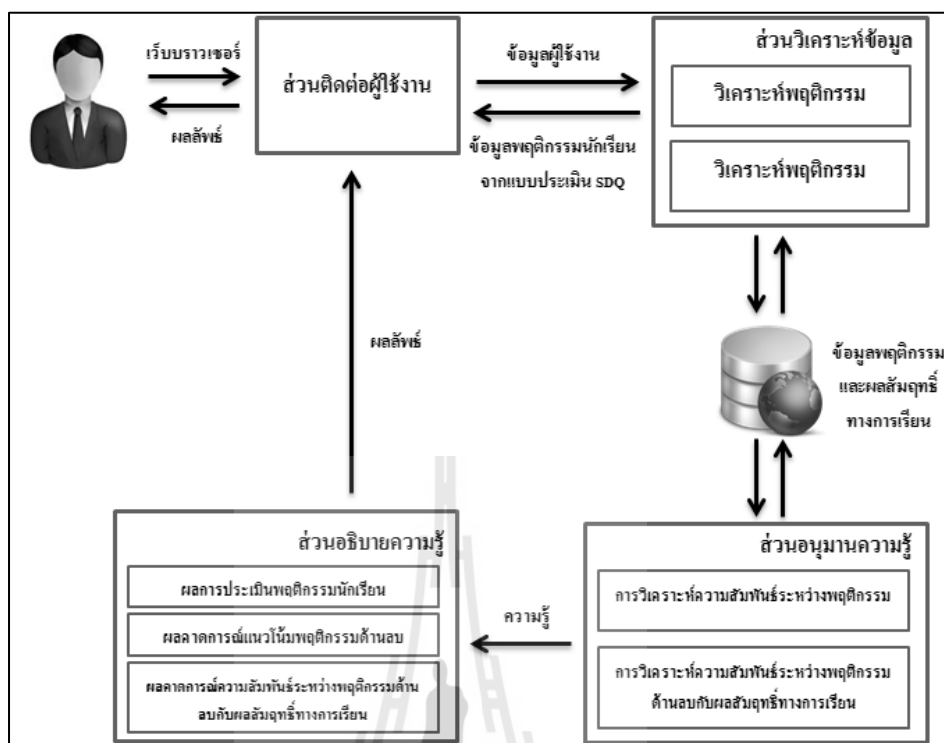 เว็บบราวเซอร์
ผลลัพธ์
ส่วนติดต่อผู้ใช้งาน
ข้อมูลผู้ใช้งาน
ข้อมูลพฤติกรรมนักเรียน
จากแบบประเมิน SDQ
ส่วนวิเคราะห์ข้อมูล
วิเคราะห์พฤติกรรม
วิเคราะห์พฤติกรรม
ผลลัพธ์
ข้อมูลพฤติกรรม
และผลสัมฤทธิ์
ทางการเรียน
ส่วนอธิบายความรู้
ผลการประเมินพฤติกรรมนักเรียน
ผลคาดการณ์แนวโน้มพฤติกรรมด้านลบ
ผลคาดการณ์ความสัมพันธ์ระหว่างพฤติกรรมด้าน
ลบกับผลสัมฤทธิ์ทางการเรียน
ความรู้
ส่วนอนุมานความรู้
การวิเคราะห์ความสัมพันธ์ระหว่างพฤติกรรม
การวิเคราะห์ความสัมพันธ์ระหว่างพฤติกรรม
ด้านลบกับผลสัมฤทธิ์ทางการเรียน